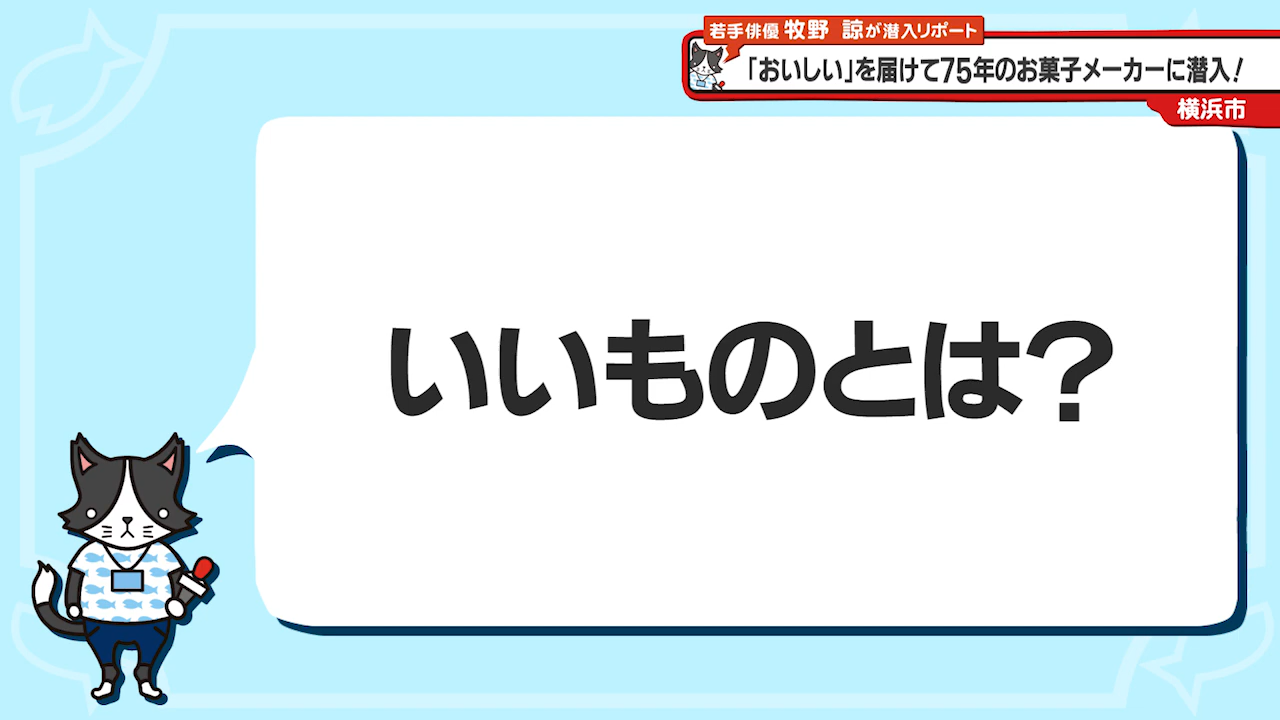 若手俳優 牧野 諒が潜入リポート
「おいしい」を届けて75年のお菓子メーカーに潜入!
横浜市
いいものとは?